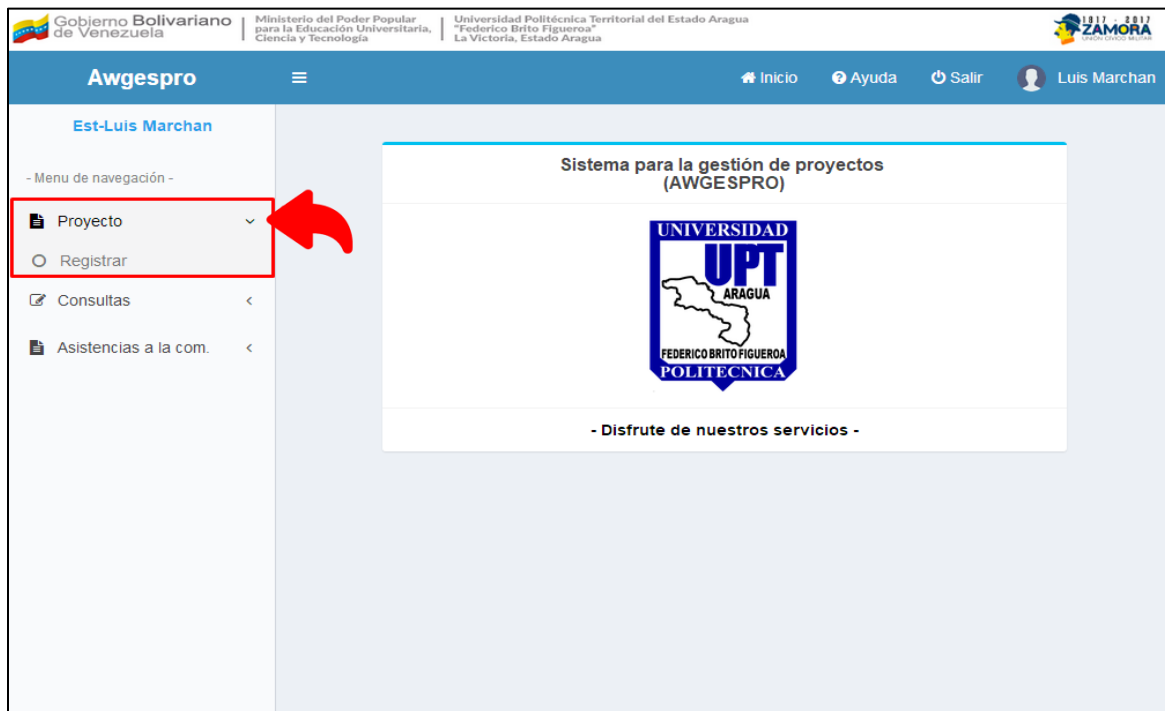 Gobierno Bolivariano
de Venezuela
Ministerio del Poder Popular
para la Educación Universitaria,
Ciencia y Tecnología
Universidad Politécnica Territorial del Estado Aragua
"Federico Brito Figueroa"
La Victoria, Estado Aragua
1817 - 2017
ZAMORA
UNIÓN CÍVICO MILITAR
Awgespro
Inicio
Ayuda
Salir
Luis Marchan
Est-Luis Marchan
- Menu de navegación -
Proyecto
Registrar
Consultas
Asistencias a la com.
Sistema para la gestión de proyectos
(AWGESPRO)
UNIVERSIDAD
UPT
ARAGUA
FEDERICO BRITO FIGUEROA
POLITECNICA
- Disfrute de nuestros servicios -